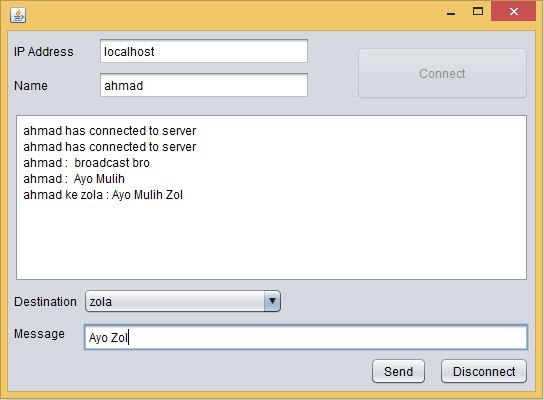 IP Address localhost
Connect
Name ahmad
ahmad has connected to server
ahmad has connected to server
ahmad : broadcast bro
ahmad : Ayo Mulih
ahmad ke zola : Ayo Mulih Zol
Destination zola
Message Ayo Zol
Send Disconnect